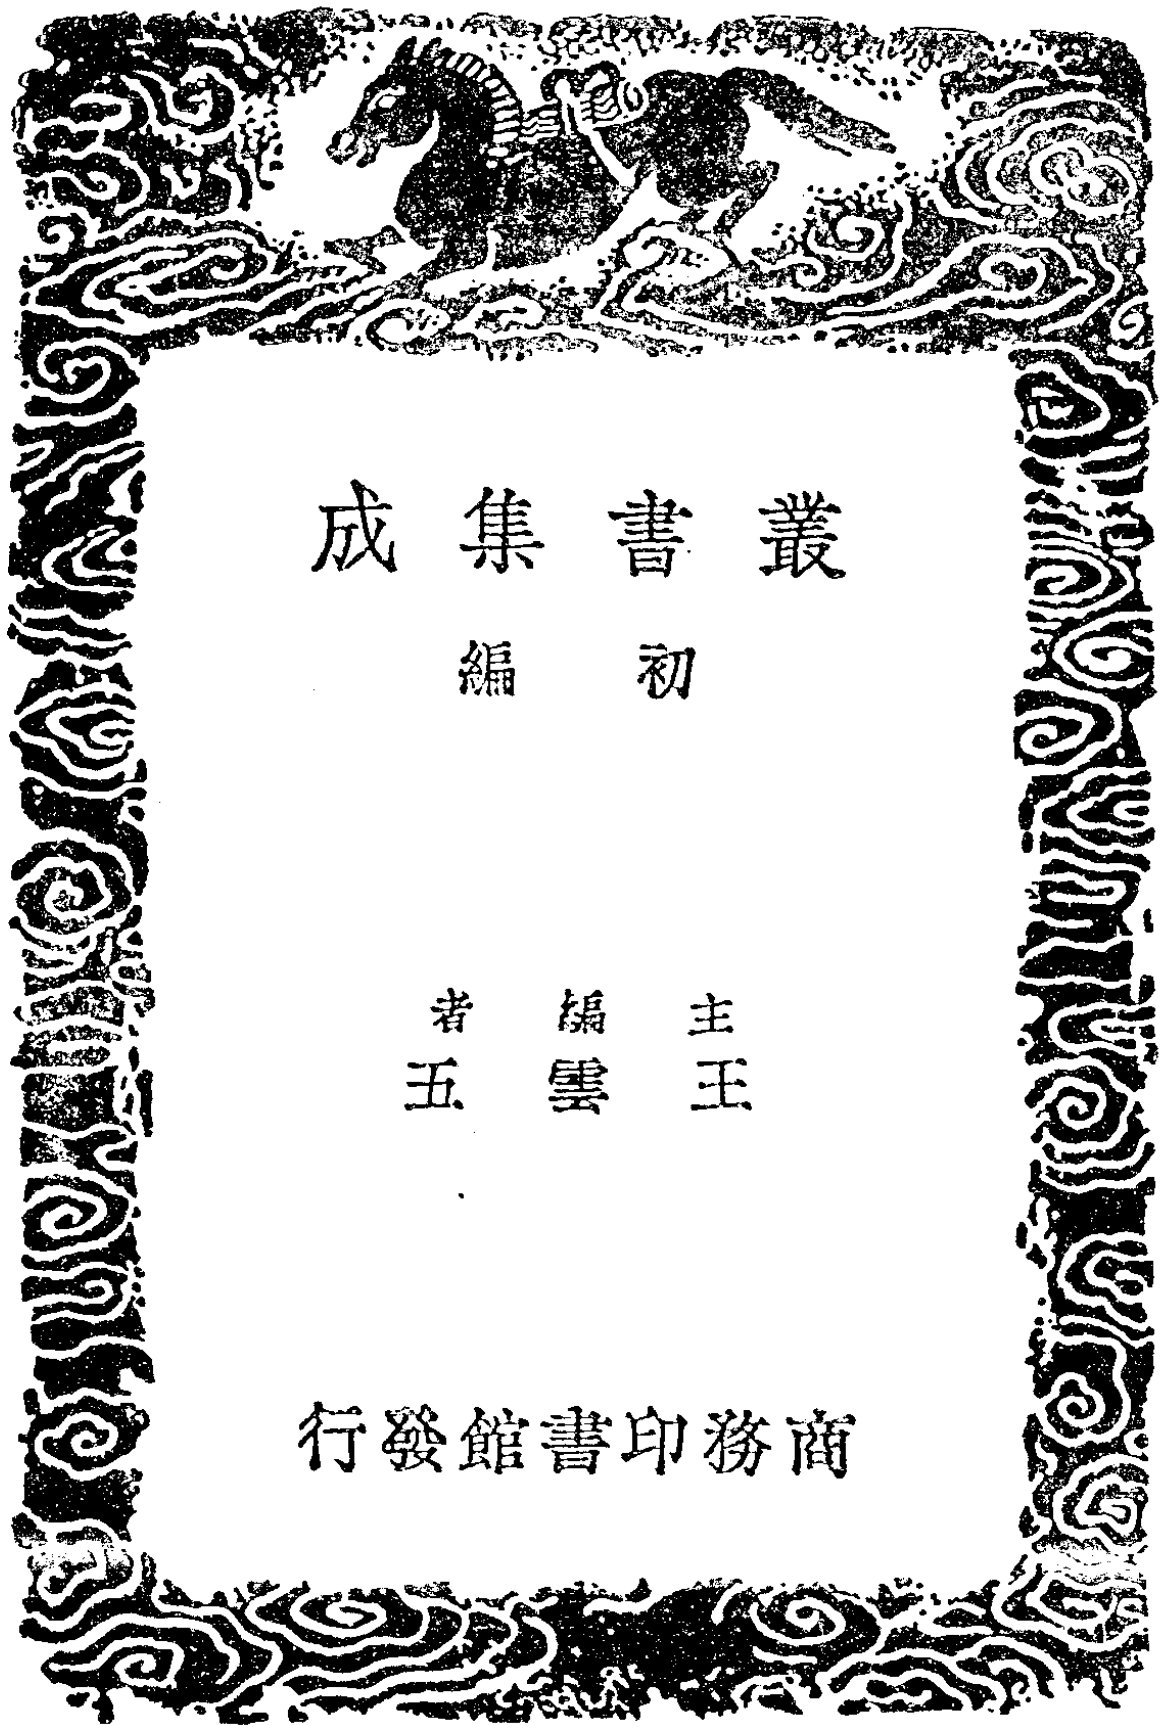 叢書集成
初編
主編者
王雲五
商務印書館發行